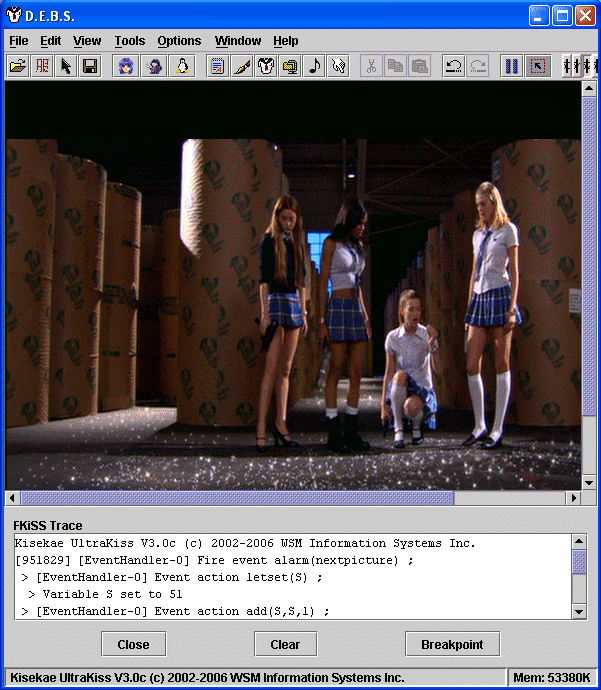 D.E.B.S.
File Edit View Tools Options Window Help
FKiSS Trace
Kisekae UltraKiss V3.0c (c) 2002-2006 WSM Information Systems Inc.
[951829] [EventHandler-0] Fire event alarm(nextpicture) ;
> [EventHandler-0] Event action letset(S) ;
> Variable S set to 51
> [EventHandler-0] Event action add(S,S,1) ;
Close Clear Breakpoint
Kisekae UltraKiss V3.0c (c) 2002-2006 WSM Information Systems Inc. Mem: 53380K